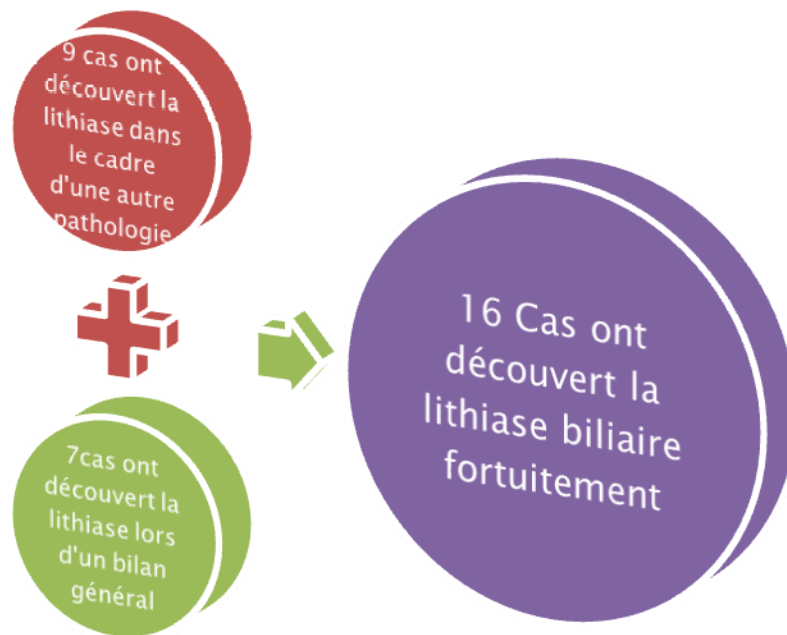 9 cas ont
découvert la
lithiase dans
le cadre
d'une autre
pathologie
7cas ont
découvert la
lithiase lors
d'un bilan
général
16 Cas ont
découvert la
lithiase biliaire
fortuitement